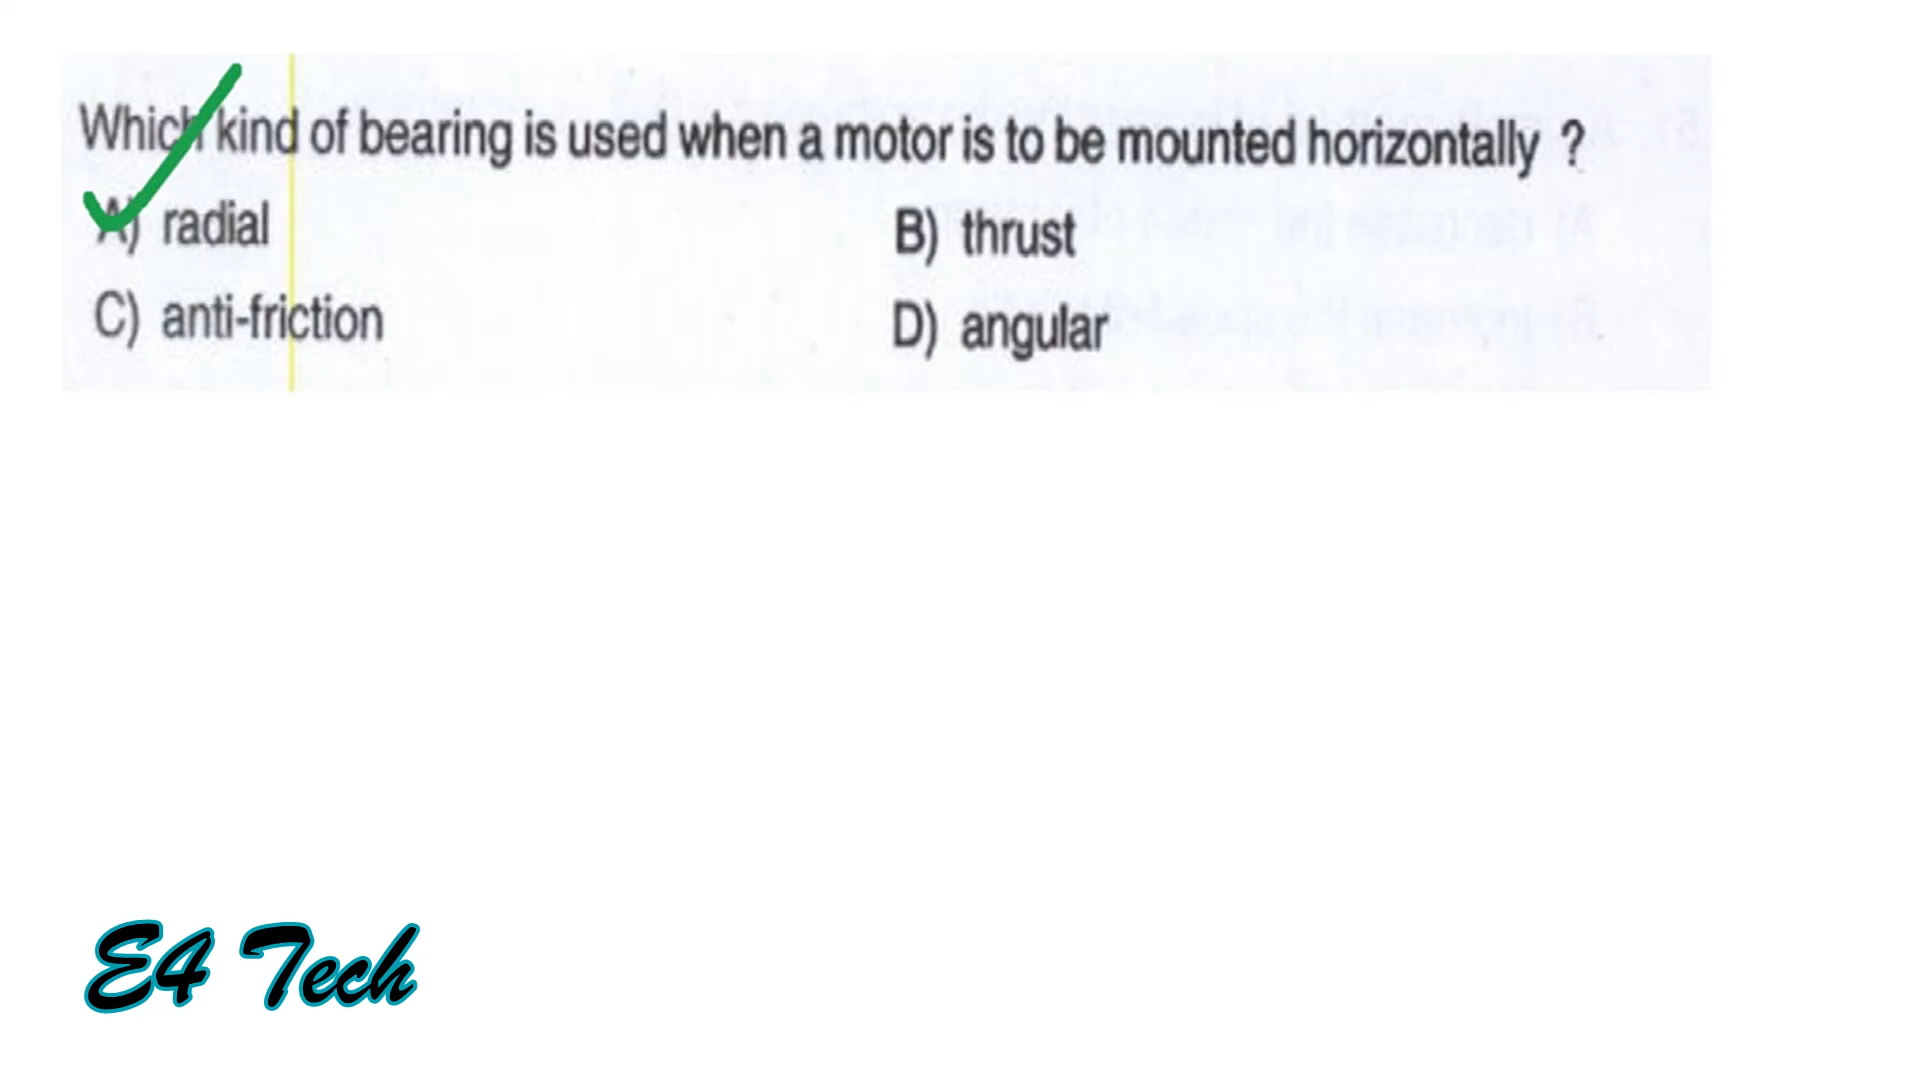 Which kind of bearing is used when a motor is to be mounted horizontally ?
A) radial B) thrust
C) anti-friction D) angular
E4 Tech